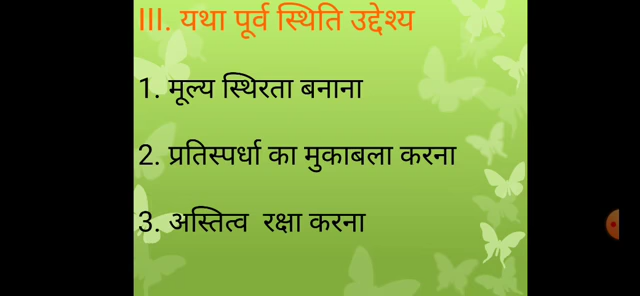 III. यथा पूर्व स्थिति उद्देश्य
1. मूल्य स्थिरता बनाना
2. प्रतिस्पर्धा का मुकाबला करना
3. अस्तित्व रक्षा करना